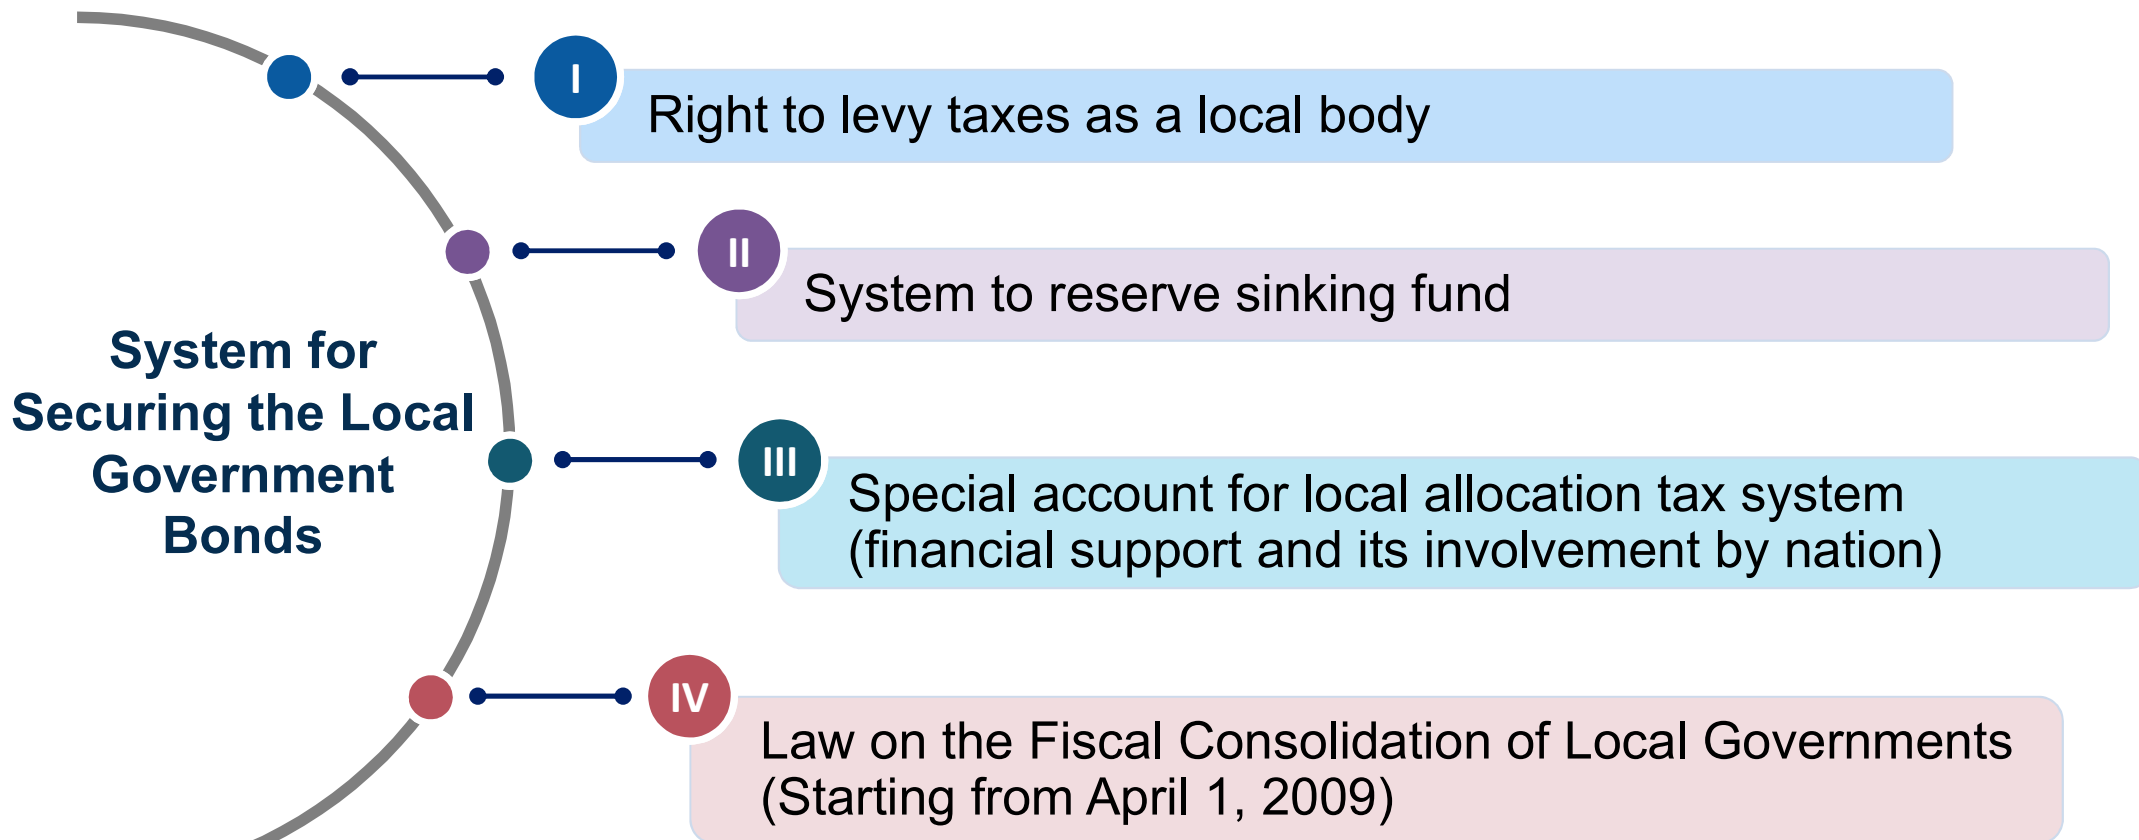 System for
Securing the Local
Government
Bonds
I
Right to levy taxes as a local body
II
System to reserve sinking fund
III
Special account for local allocation tax system
(financial support and its involvement by nation)
IV
Law on the Fiscal Consolidation of Local Governments
(Starting from April 1, 2009)